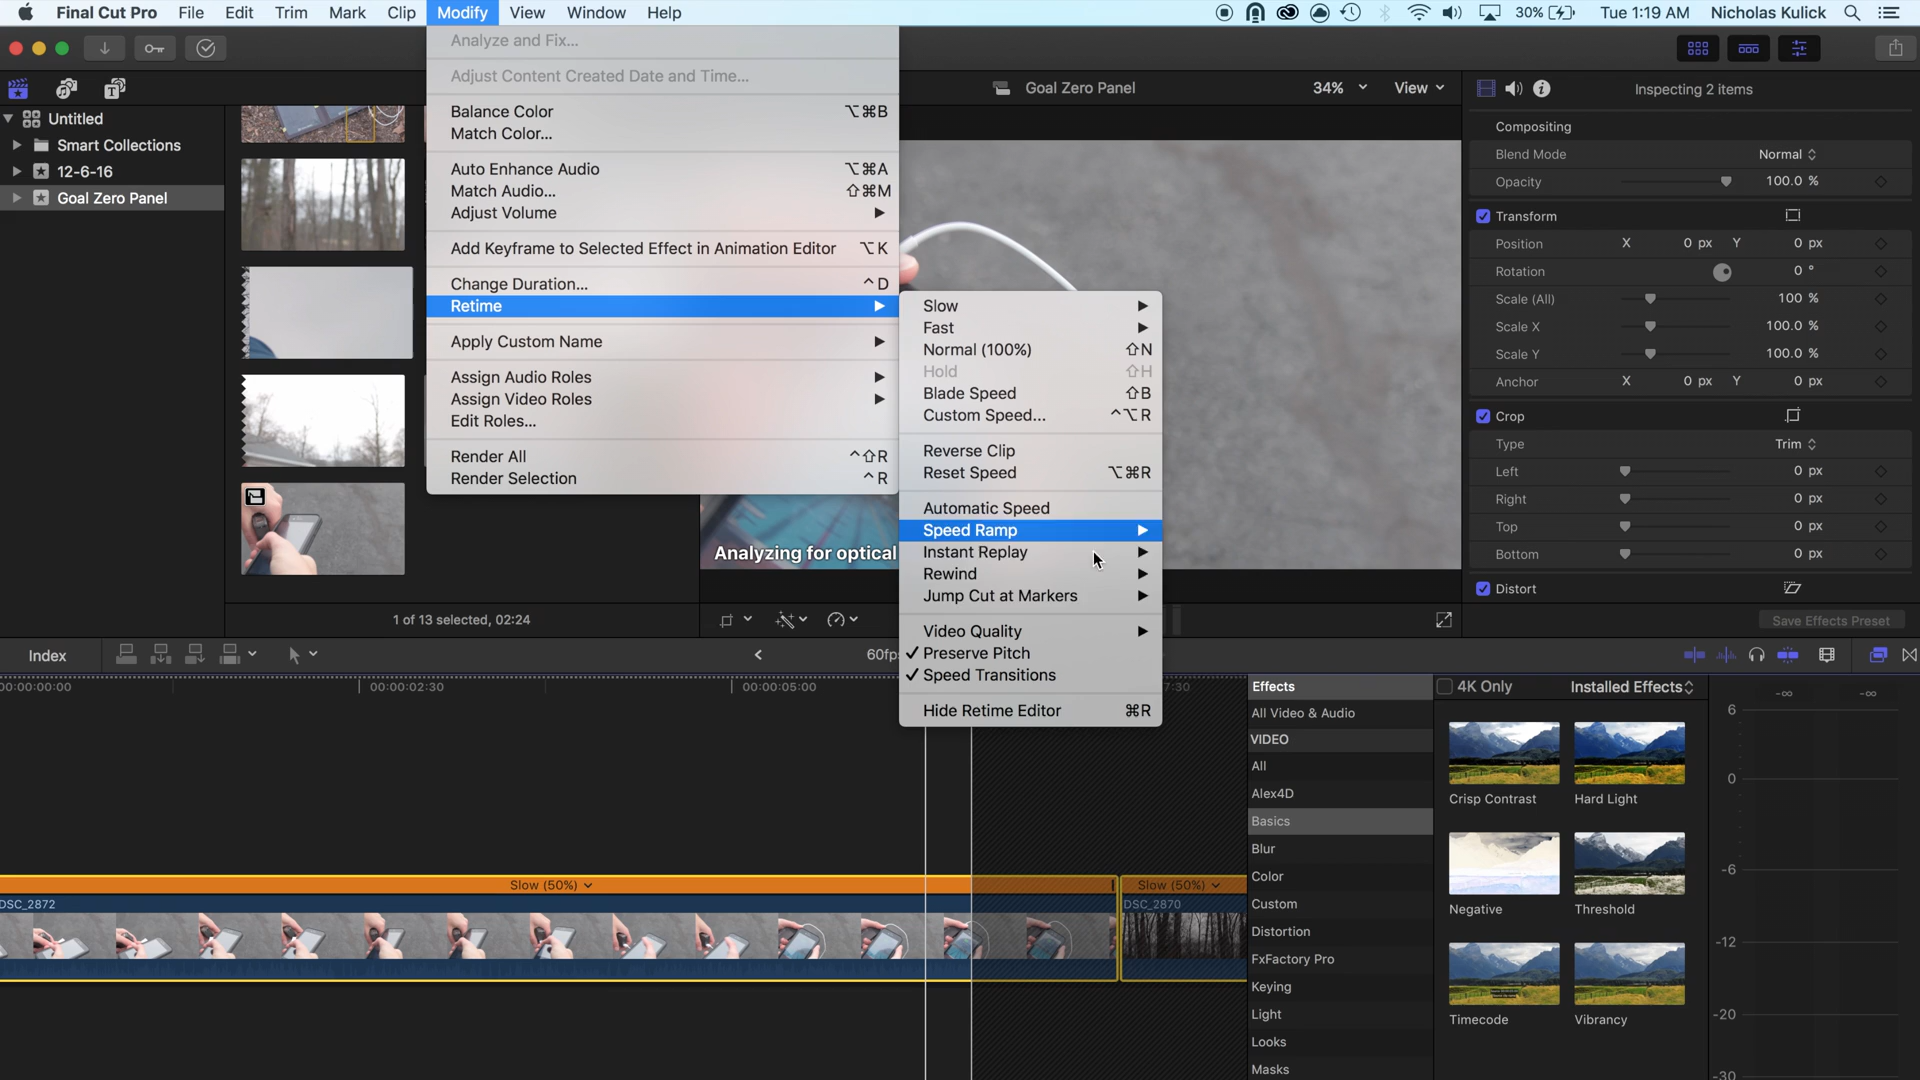 Final Cut Pro File Edit Trim Mark Clip Modify View Window Help 30% Tue 1:19 AM Nicholas Kulick
Analyze and Fix...
Adjust Content Created Date and Time...
Balance Color ⌥⌘B
Match Color...
Auto Enhance Audio ⌥⌘A
Match Audio... ⇧⌘M
Adjust Volume
Add Keyframe to Selected Effect in Animation Editor ⌥K
Change Duration... ^D
Retime
Apply Custom Name
Assign Audio Roles
Assign Video Roles
Edit Roles...
Render All ^⇧R
Render Selection ^R
Slow
Fast
Normal (100%) ⇧N
Hold ⇧H
Blade Speed ⇧B
Custom Speed... ^⌥R
Reverse Clip
Reset Speed ⌥⌘R
Automatic Speed
Speed Ramp
Instant Replay
Rewind
Jump Cut at Markers
Video Quality
✓ Preserve Pitch
✓ Speed Transitions
Hide Retime Editor ⌘R
Untitled
Smart Collections
12-6-16
Goal Zero Panel
1 of 13 selected, 02:24
Goal Zero Panel 34% View
Analyzing for optical
Inspecting 2 items
Compositing
Blend Mode Normal
Opacity 100.0 %
Transform
Position X 0 px Y 0 px
Rotation 0 °
Scale (All) 100 %
Scale X 100.0 %
Scale Y 100.0 %
Anchor X 0 px Y 0 px
Crop
Type Trim
Left 0 px
Right 0 px
Top 0 px
Bottom 0 px
Distort
Save Effects Preset
Index
00:00:00:00 00:00:02:30 00:00:05:00 7:30
Slow (50%) Slow (50%)
DSC_2872 DSC_2870
Effects
All Video & Audio
VIDEO
All
Alex4D
Basics
Blur
Color
Custom
Distortion
FxFactory Pro
Keying
Light
Looks
Masks
4K Only Installed Effects
Crisp Contrast Hard Light
Negative Threshold
Timecode Vibrancy
-∞ -∞
6
0
-6
-12
-20
-30